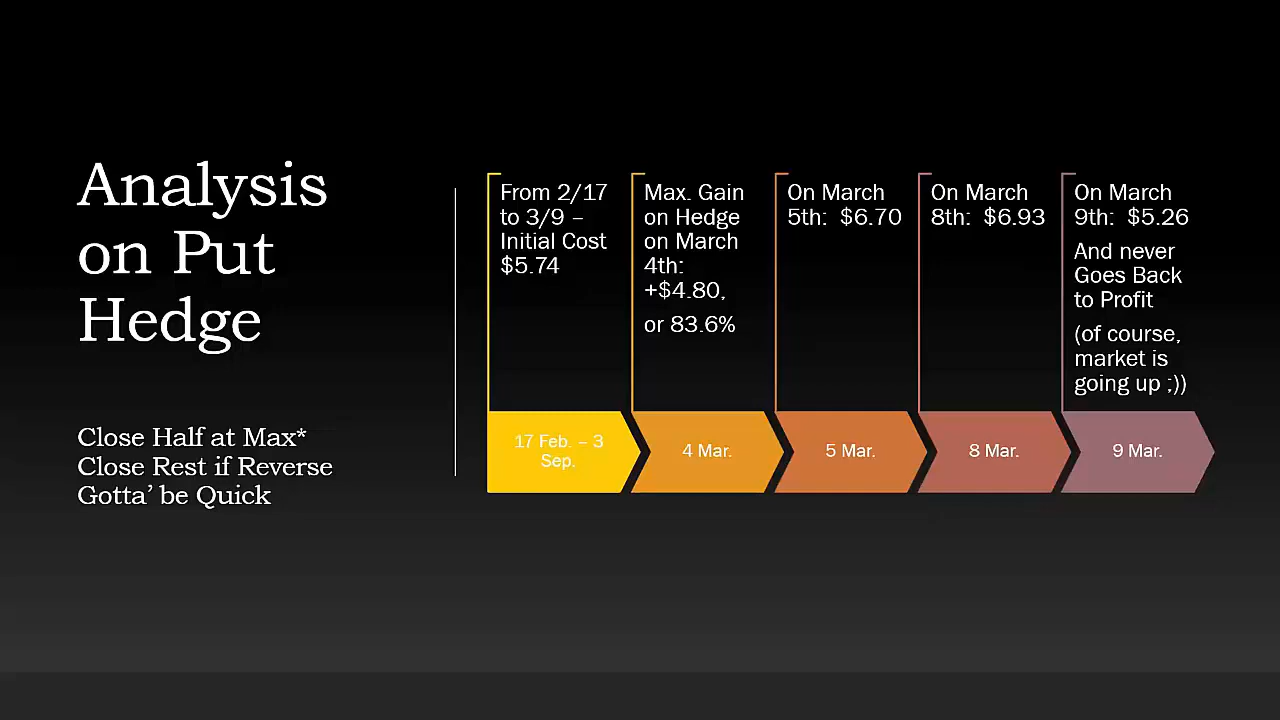 Analysis
on Put
Hedge
Close Half at Max*
Close Rest if Reverse
Gotta’ be Quick
From 2/17
to 3/9 –
Initial Cost
$5.74
Max. Gain
on Hedge
on March
4th:
+$4.80,
or 83.6%
On March
5th:  $6.70
On March
8th:  $6.93
On March
9th:  $5.26
And never
Goes Back
to Profit
(of course,
market is
going up ;))
17 Feb. – 3
Sep.
4 Mar.
5 Mar.
8 Mar.
9 Mar.